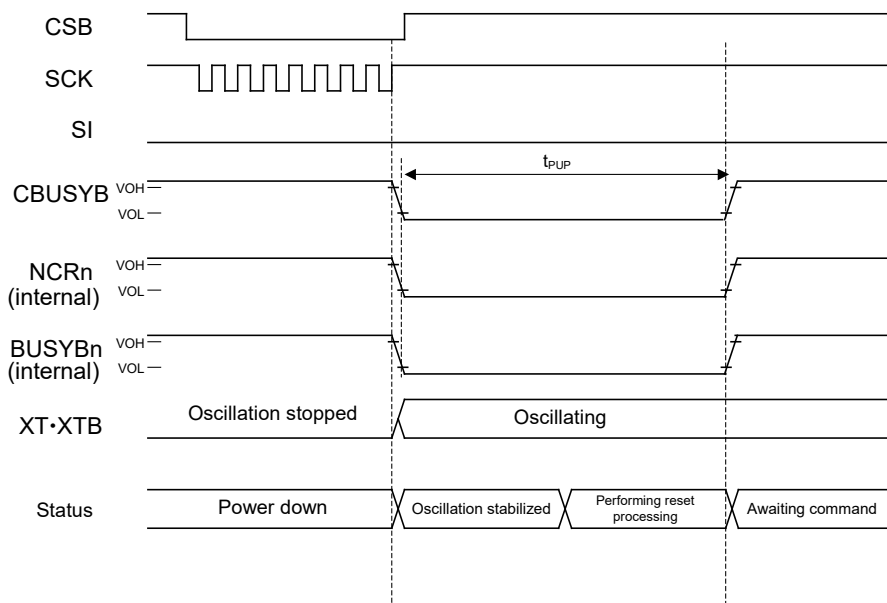 CSB
SCK
SI
tPUP
CBUSYB
VOH
VOL
NCRn
(internal)
VOH
VOL
BUSYBn
(internal)
VOH
VOL
XT•XTB
Oscillation stopped
Oscillating
Status
Power down
Oscillation stabilized
Performing reset
processing
Awaiting command